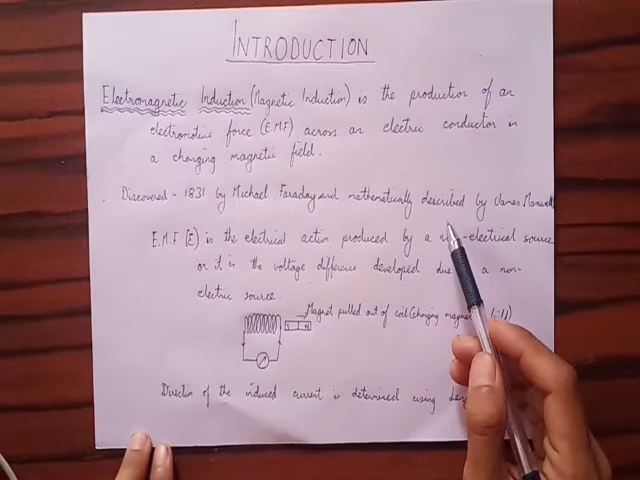 INTRODUCTION
Electromagnetic Induction (Magnetic Induction) is the production of an
electromotive force (E.M.F) across an electric conductor in
a changing magnetic field.
Discovered - 1831 by Michael Faraday and mathematically described by James Maxwell
E.M.F (E) is the electrical action produced by a non-electrical source
or it is the voltage difference developed due a non-
electric source.
Magnet pulled out of coil (Changing magnetic field)
S N
Direction of the induced current is determined using